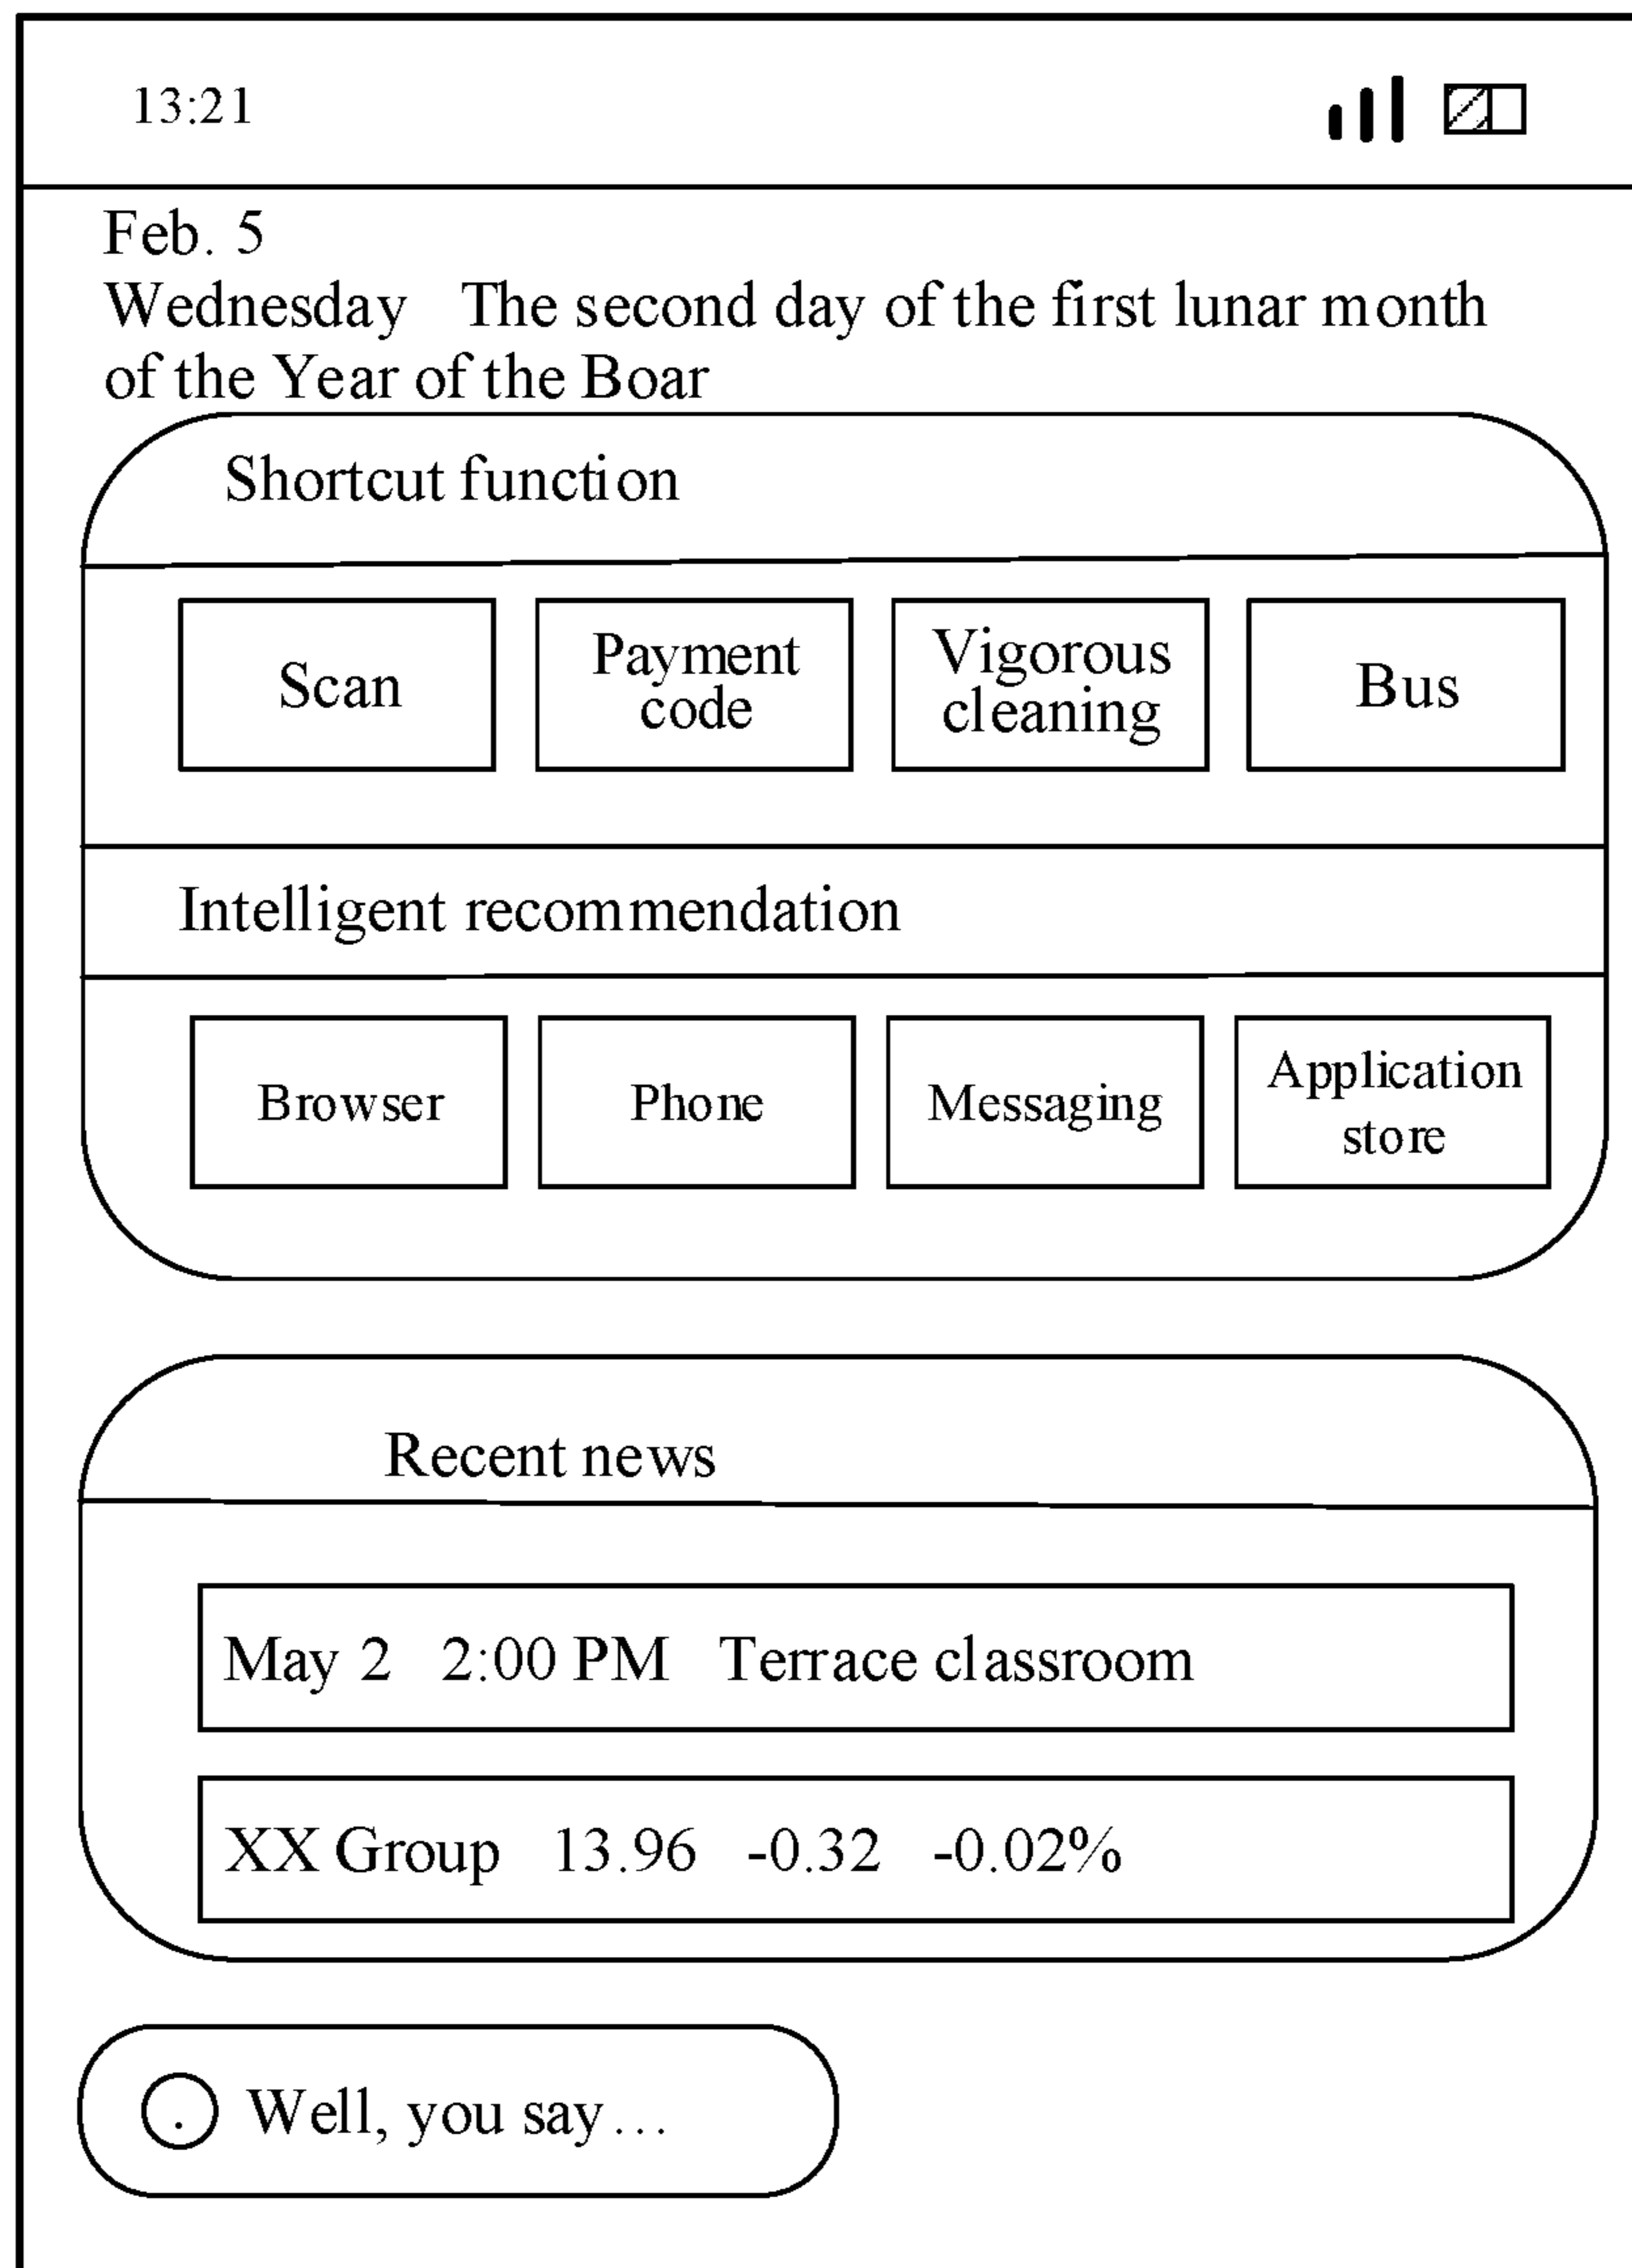 13:21
Feb. 5
Wednesday The second day of the first lunar month
of the Year of the Boar
Shortcut function
Scan
Payment
code
Vigorous
cleaning
Bus
Intelligent recommendation
Browser
Phone
Messaging
Application
store
Recent news
May 2 2:00 PM Terrace classroom
XX Group 13.96 -0.32 -0.02%
Well, you say…